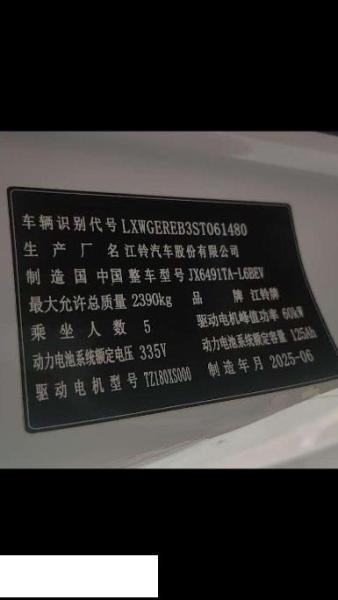 车辆识别代号 LXWGEREB3ST061480
生产厂名 江铃汽车股份有限公司
制造国 中国 整车型号 JX6491TA-L6BEV
最大允许总质量 2390kg 品牌 江铃牌
乘坐人数 5 驱动电机峰值功率 60kW
动力电池系统额定电压 335V 动力电池系统额定容量 125Ah
驱动电机型号 TZ180XS000 制造年月 2025-06